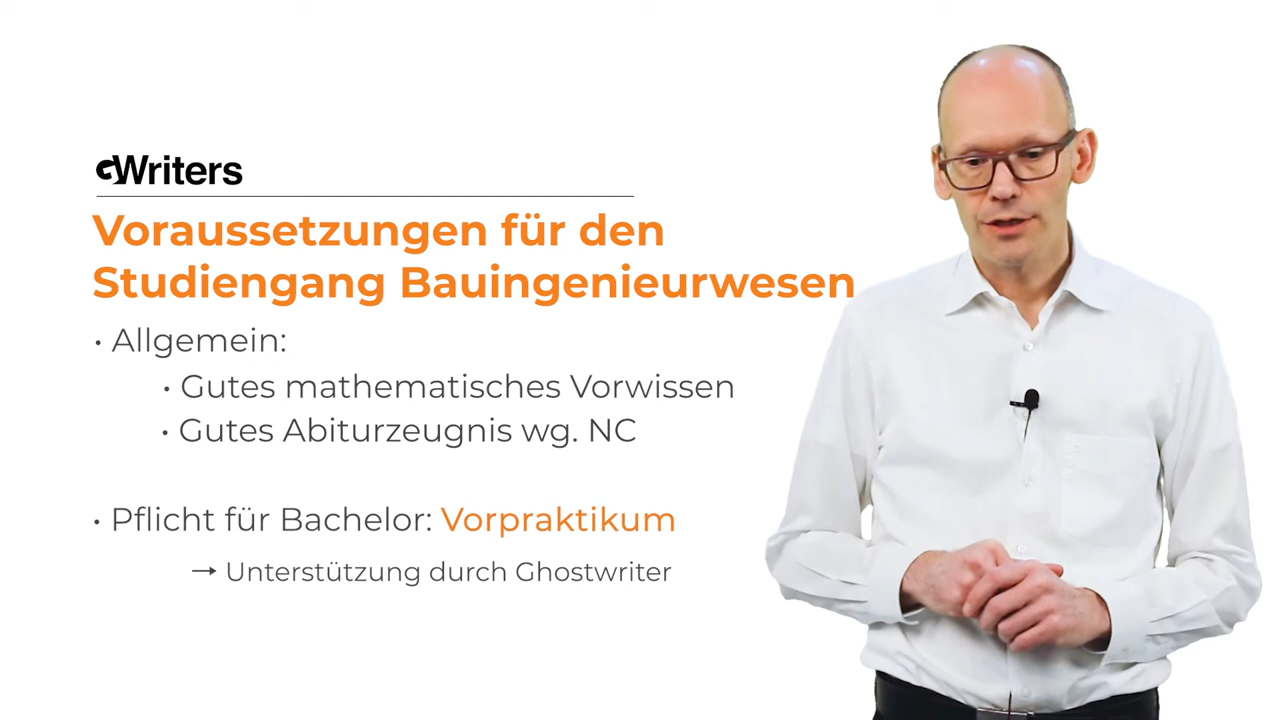 GWriters
Voraussetzungen für den
Studiengang Bauingenieurwesen
• Allgemein:
• Gutes mathematisches Vorwissen
• Gutes Abiturzeugnis wg. NC
• Pflicht für Bachelor: Vorpraktikum
→ Unterstützung durch Ghostwriter